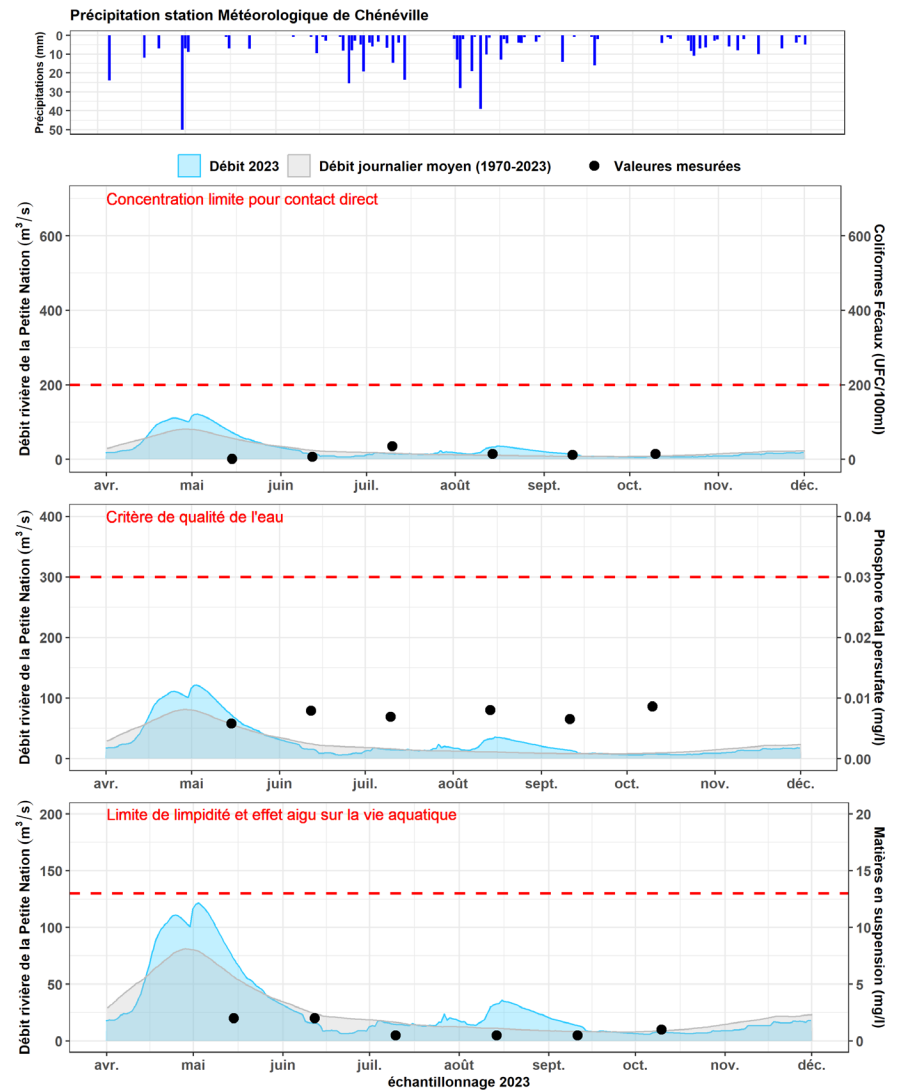 Précipitation station Météorologique de Chénéville
Précipitations (mm)
0
10
20
30
40
50
Débit 2023
Débit journalier moyen (1970-2023)
Valeures mesurées
Concentration limite pour contact direct
Débit rivière de la Petite Nation (m³/s)
600
400
200
0
600
400
200
0
Coliformes Fécaux (UFC/100ml)
avr. mai juin juil. août sept. oct. nov. déc.
Critère de qualité de l'eau
Débit rivière de la Petite Nation (m³/s)
400
300
200
100
0
0.04
0.03
0.02
0.01
0.00
Phosphore total persufate (mg/l)
avr. mai juin juil. août sept. oct. nov. déc.
Limite de limpidité et effet aigu sur la vie aquatique
Débit rivière de la Petite Nation (m³/s)
200
150
100
50
0
20
15
10
5
0
Matières en suspension (mg/l)
avr. mai juin juil. août sept. oct. nov. déc.
échantillonnage 2023